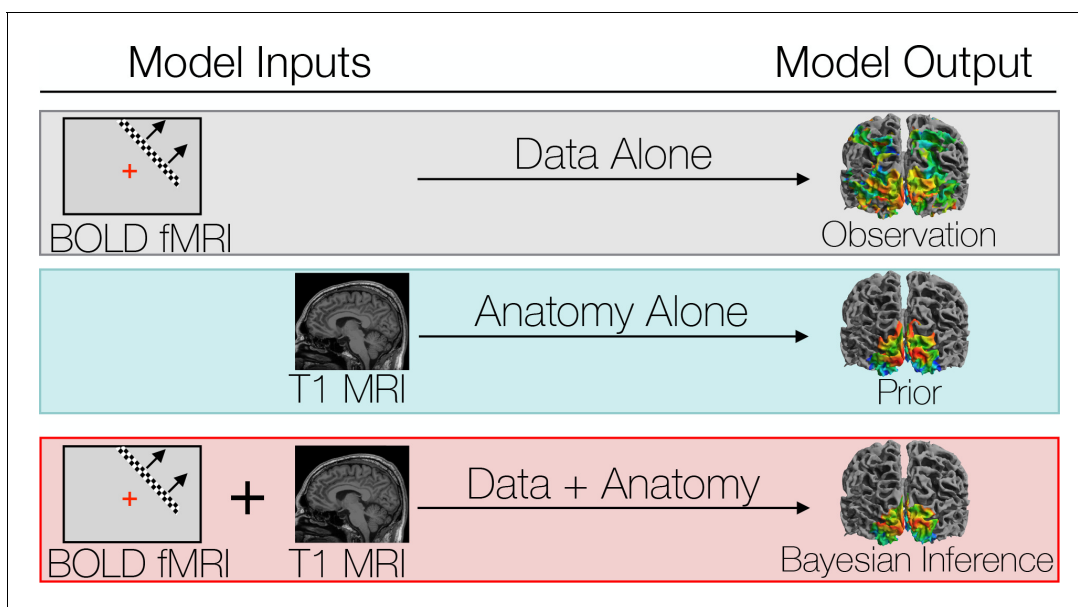 Model Inputs
Model Output
Data Alone
BOLD fMRI
Observation
Anatomy Alone
T1 MRI
Prior
+
Data + Anatomy
BOLD fMRI
T1 MRI
Bayesian Inference